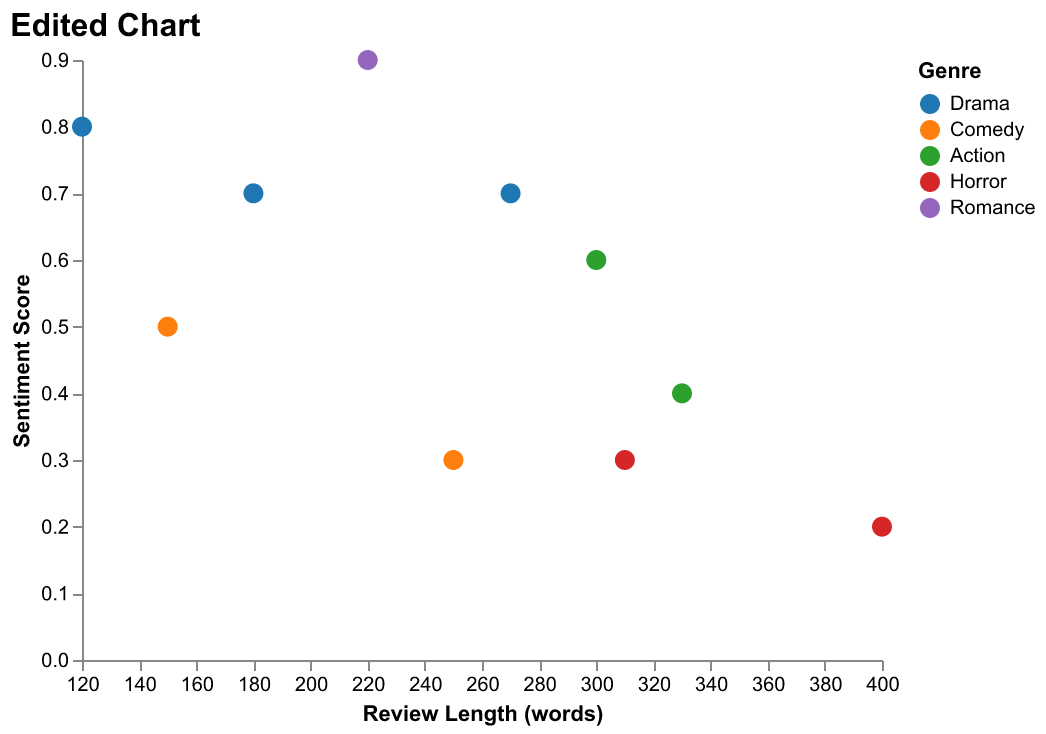 Edited Chart
Genre
Drama
Comedy
Action
Horror
Romance
Sentiment Score
0.9
0.8
0.7
0.6
0.5
0.4
0.3
0.2
0.1
0.0
120 140 160 180 200 220 240 260 280 300 320 340 360 380 400
Review Length (words)